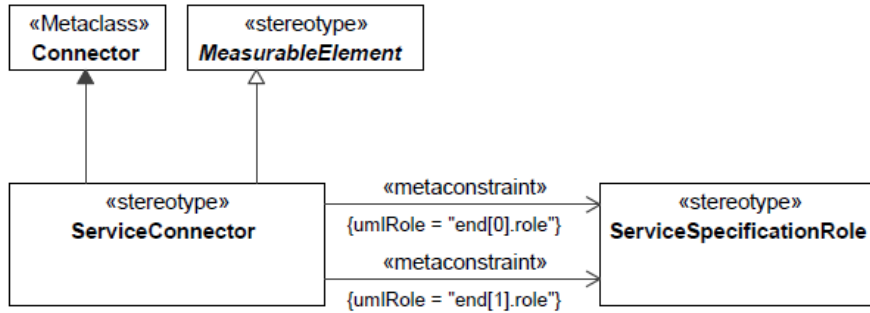 «Metaclass»
Connector
«stereotype»
MeasurableElement
«stereotype»
ServiceConnector
«metaconstraint»
{umlRole = "end[0].role"}
«metaconstraint»
{umlRole = "end[1].role"}
«stereotype»
ServiceSpecificationRole